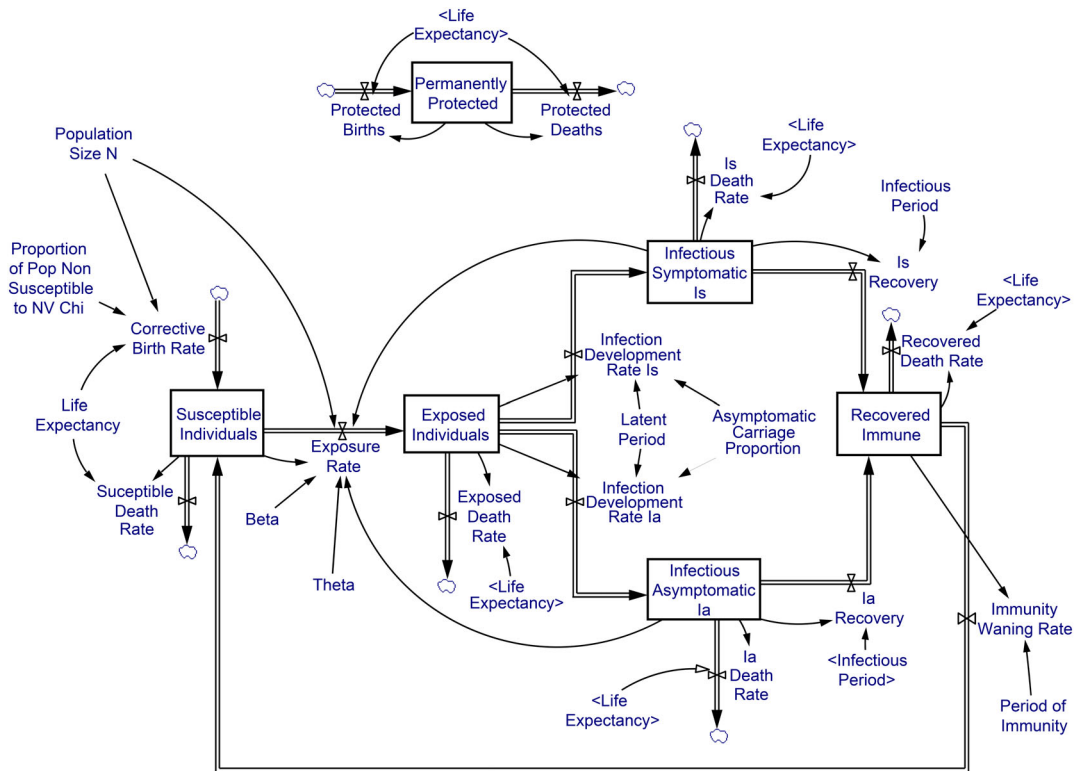 <Life
Expectancy>
Permanently
Protected
Protected
Births
Protected
Deaths
Population
Size N
<Life
Expectancy>
Is
Death
Rate
Infectious
Period
Proportion
of Pop Non
Susceptible
to NV Chi
Infectious
Symptomatic
Is
Is
Recovery
<Life
Expectancy>
Corrective
Birth Rate
Infection
Development
Rate Is
Recovered
Death Rate
Life
Expectancy
Susceptible
Individuals
Exposure
Rate
Exposed
Individuals
Latent
Period
Asymptomatic
Carriage
Proportion
Recovered
Immune
Suceptible
Death
Rate
Beta
Exposed
Death
Rate
Infection
Development
Rate Ia
Theta
<Life
Expectancy>
Infectious
Asymptomatic
Ia
Ia
Recovery
Immunity
Waning Rate
<Infectious
Period>
Ia
Death
Rate
<Life
Expectancy>
Period of
Immunity